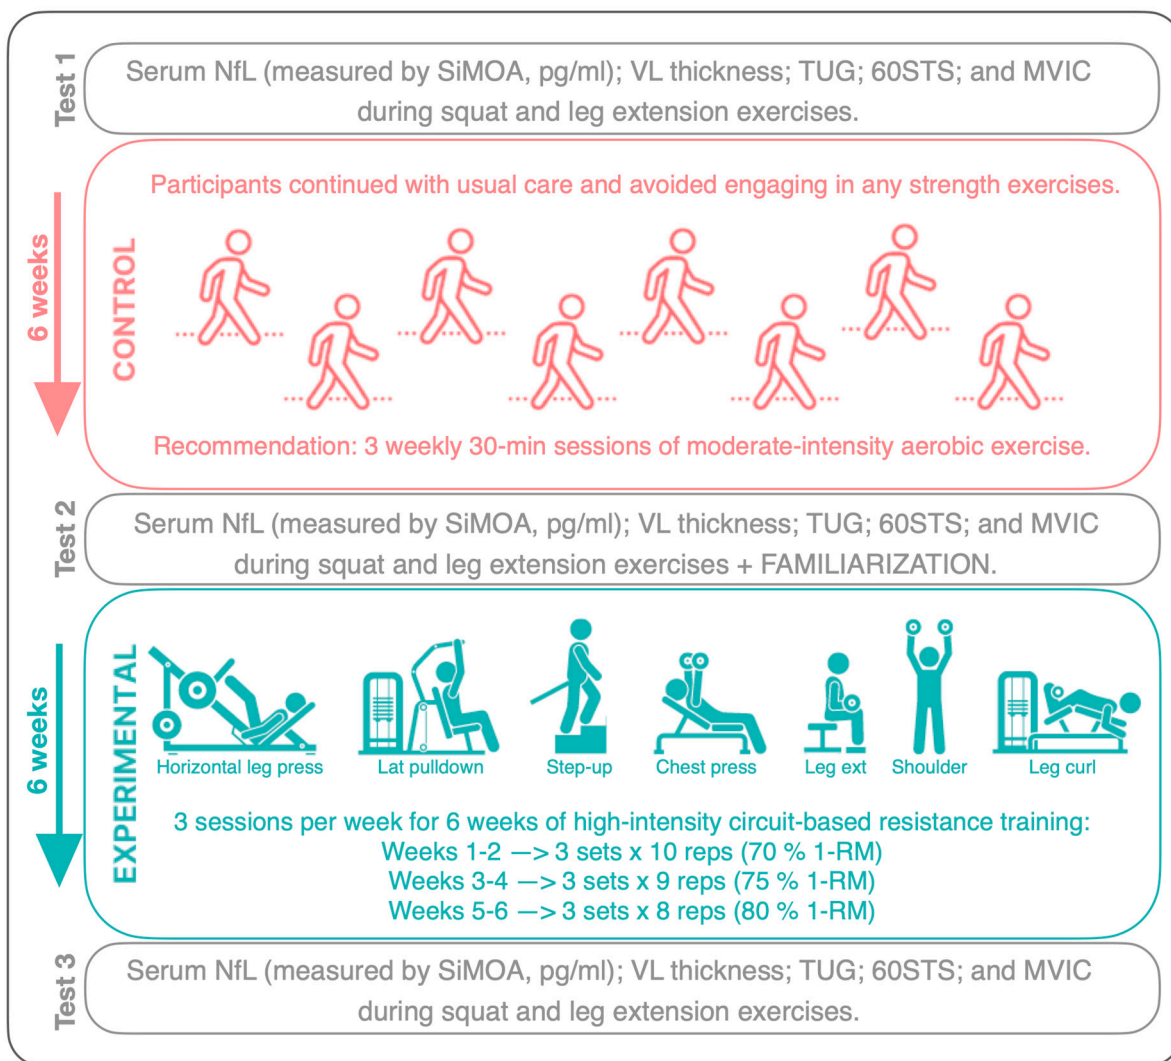 Test 1
Serum NfL (measured by SiMOA, pg/ml); VL thickness; TUG; 60STS; and MVIC
during squat and leg extension exercises.
6 weeks
CONTROL
Participants continued with usual care and avoided engaging in any strength exercises.
Recommendation: 3 weekly 30-min sessions of moderate-intensity aerobic exercise.
Test 2
Serum NfL (measured by SiMOA, pg/ml); VL thickness; TUG; 60STS; and MVIC
during squat and leg extension exercises + FAMILIARIZATION.
6 weeks
EXPERIMENTAL
Horizontal leg press Lat pulldown Step-up Chest press Leg ext Shoulder Leg curl
3 sessions per week for 6 weeks of high-intensity circuit-based resistance training:
Weeks 1-2 —> 3 sets x 10 reps (70 % 1-RM)
Weeks 3-4 —> 3 sets x 9 reps (75 % 1-RM)
Weeks 5-6 —> 3 sets x 8 reps (80 % 1-RM)
Test 3
Serum NfL (measured by SiMOA, pg/ml); VL thickness; TUG; 60STS; and MVIC
during squat and leg extension exercises.